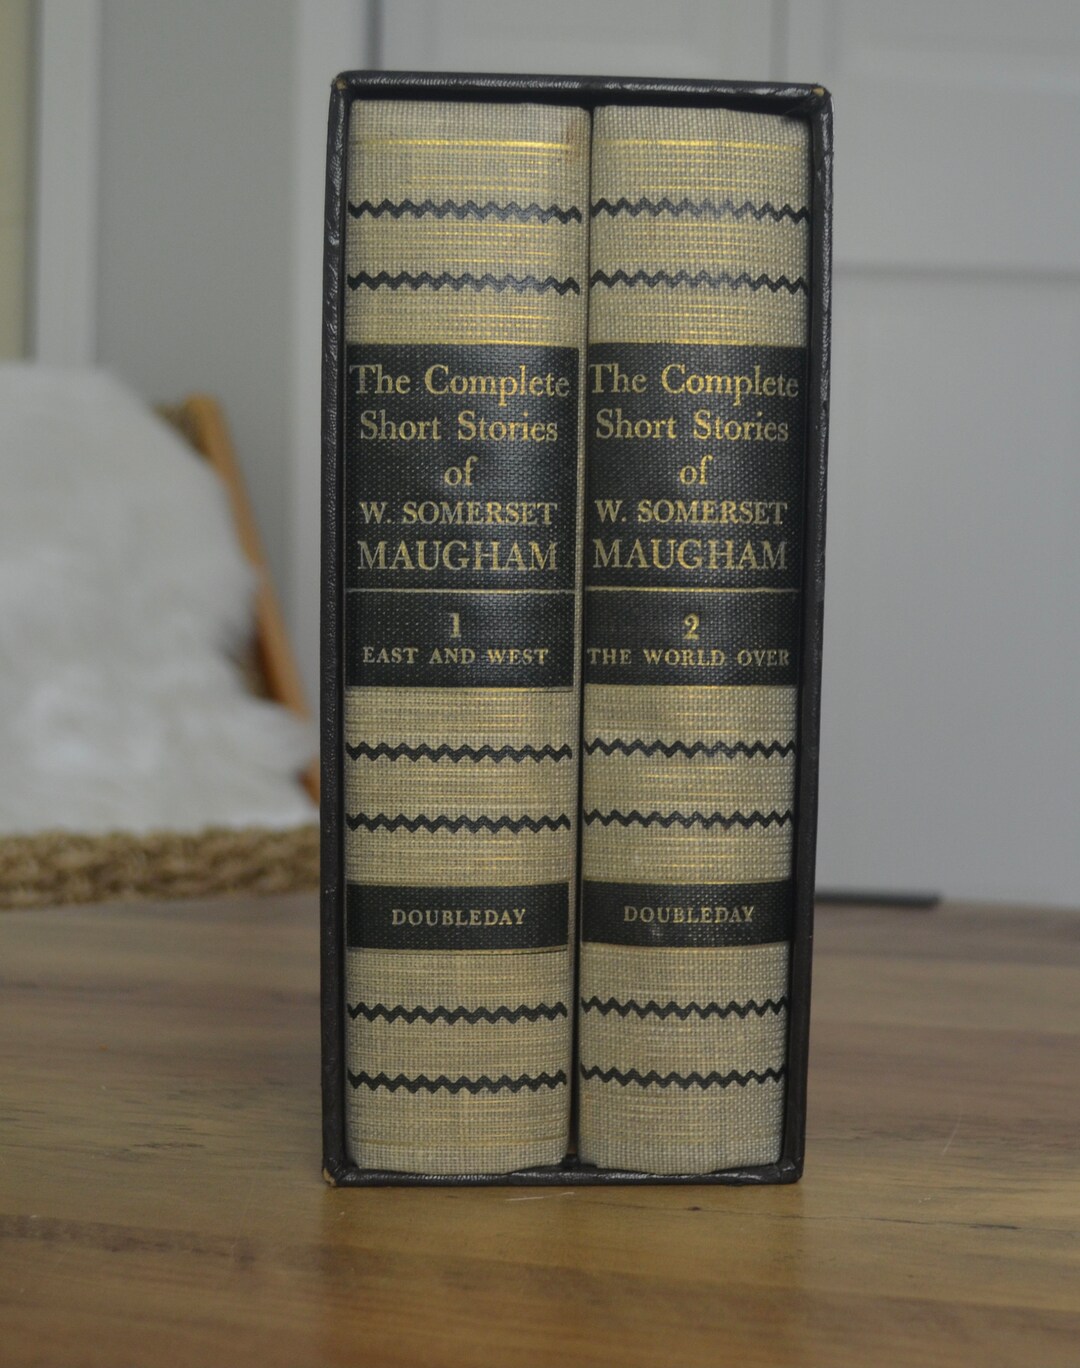 The Complete
Short Stories
of
W. SOMERSET
MAUGHAM
1
EAST AND WEST
DOUBLEDAY
The Complete
Short Stories
of
W. SOMERSET
MAUGHAM
2
THE WORLD OVER
DOUBLEDAY